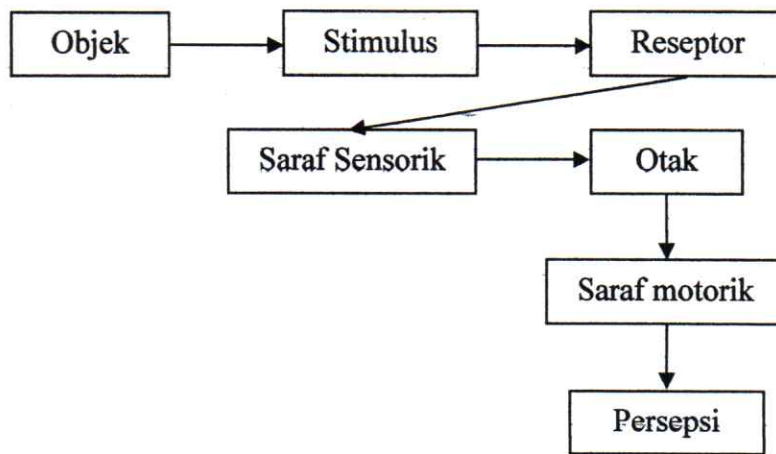 Objek
Stimulus
Reseptor
Saraf Sensorik
Otak
Saraf motorik
Persepsi